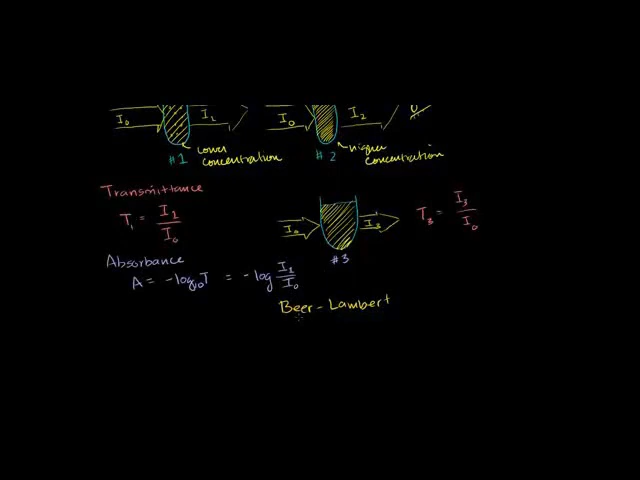 I₀ I₁ I₀ I₂
#1 Lower concentration #2 Higher concentration
Transmittance
T₁ = I₁/I₀ I₀ I₃ T₃ = I₃/I₀
#3
Absorbance
A = -log₁₀T = -log I₁/I₀
Beer - Lambert